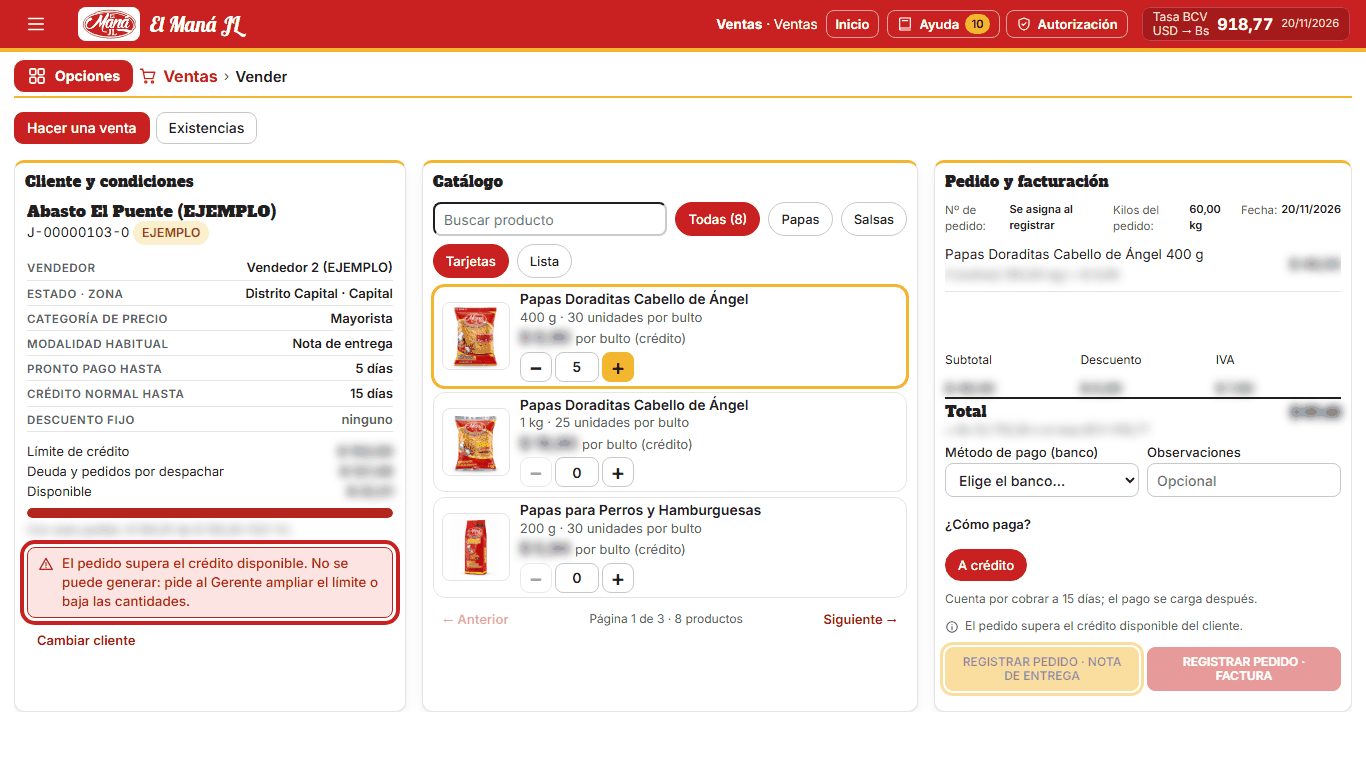 Maná
JL
El Maná JL
Ventas · Ventas
Inicio
Ayuda 10
Autorización
Tasa BCV
USD → Bs
918,77
20/11/2026
Opciones
Ventas › Vender
Hacer una venta
Existencias
Cliente y condiciones
Abasto El Puente (EJEMPLO)
J-00000103-0 EJEMPLO
VENDEDOR Vendedor 2 (EJEMPLO)
ESTADO · ZONA Distrito Capital · Capital
CATEGORÍA DE PRECIO Mayorista
MODALIDAD HABITUAL Nota de entrega
PRONTO PAGO HASTA 5 días
CRÉDITO NORMAL HASTA 15 días
DESCUENTO FIJO ninguno
Límite de crédito
Deuda y pedidos por despachar
Disponible
El pedido supera el crédito disponible. No se
puede generar: pide al Gerente ampliar el límite o
baja las cantidades.
Cambiar cliente
Catálogo
Buscar producto
Todas (8)
Papas
Salsas
Tarjetas
Lista
Papas Doraditas Cabello de Ángel
400 g · 30 unidades por bulto
por bulto (crédito)
− 5 +
Papas Doraditas Cabello de Ángel
1 kg · 25 unidades por bulto
por bulto (crédito)
− 0 +
Papas para Perros y Hamburguesas
200 g · 30 unidades por bulto
por bulto (crédito)
− 0 +
← Anterior
Página 1 de 3 · 8 productos
Siguiente →
Pedido y facturación
Nº de
pedido:
Se asigna al
registrar
Kilos del
pedido:
60,00
kg
Fecha: 20/11/2026
Papas Doraditas Cabello de Ángel 400 g
Subtotal
Descuento
IVA
Total
Método de pago (banco)
Observaciones
Elige el banco...
Opcional
¿Cómo paga?
A crédito
Cuenta por cobrar a 15 días; el pago se carga después.
El pedido supera el crédito disponible del cliente.
REGISTRAR PEDIDO · NOTA
DE ENTREGA
REGISTRAR PEDIDO ·
FACTURA